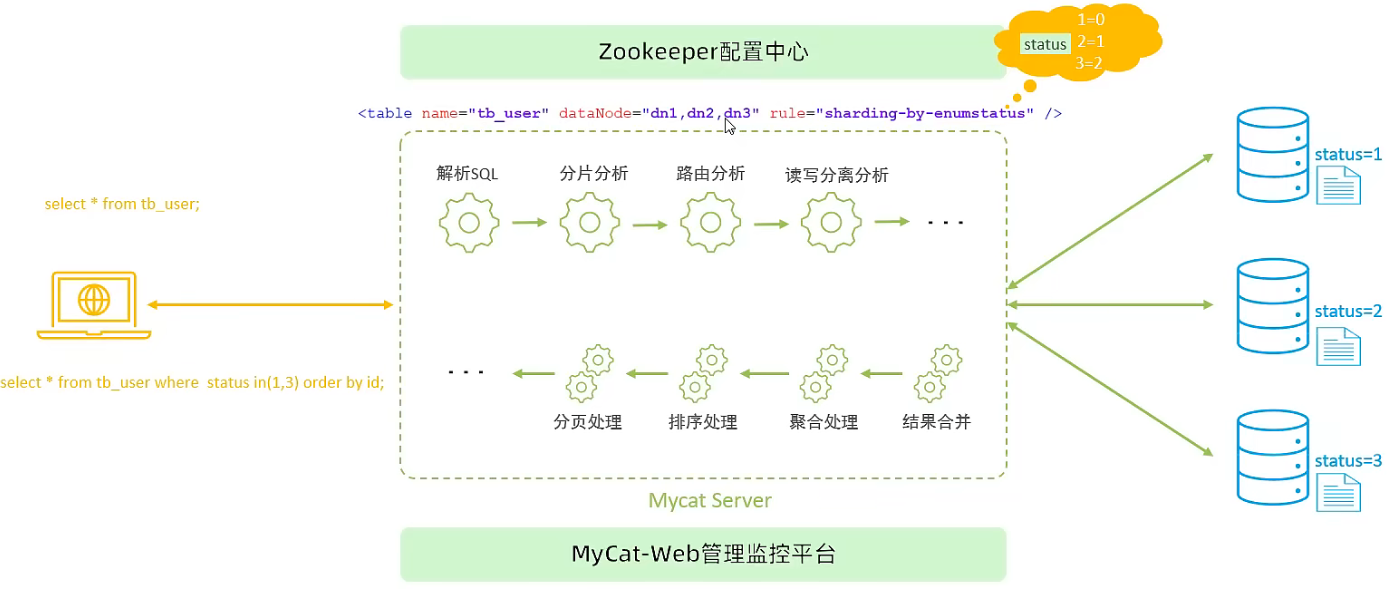 1=0
status
2=1
3=2
Zookeeper配置中心
<table name="tb_user" dataNode="dn1,dn2,dn3" rule="sharding-by-enumstatus" />
解析SQL
分片分析
路由分析
读写分离分析
. . .
select * from tb_user;
select * from tb_user where  status in(1,3) order by id;
. . .
分页处理
排序处理
聚合处理
结果合并
status=1
status=2
status=3
Mycat Server
MyCat-Web管理监控平台